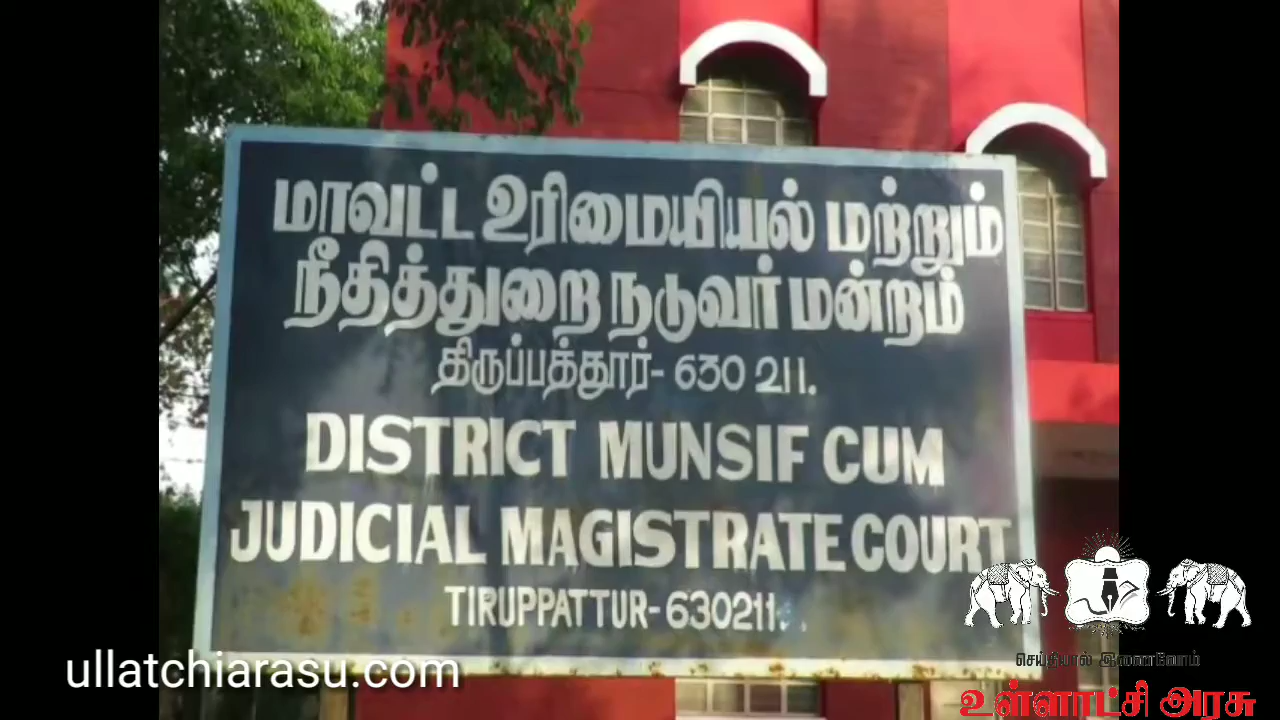 மாவட்ட உரிமையியல் மற்றும்
நீதித்துறை நடுவர் மன்றம்
திருப்பத்தூர்- 630 211.
DISTRICT MUNSIF CUM
JUDICIAL MAGISTRATE COURT
TIRUPPATTUR-630211.
ullatchiarasu.com
செய்தியால் இணைவோம்
உள்ளாட்சி அரசு